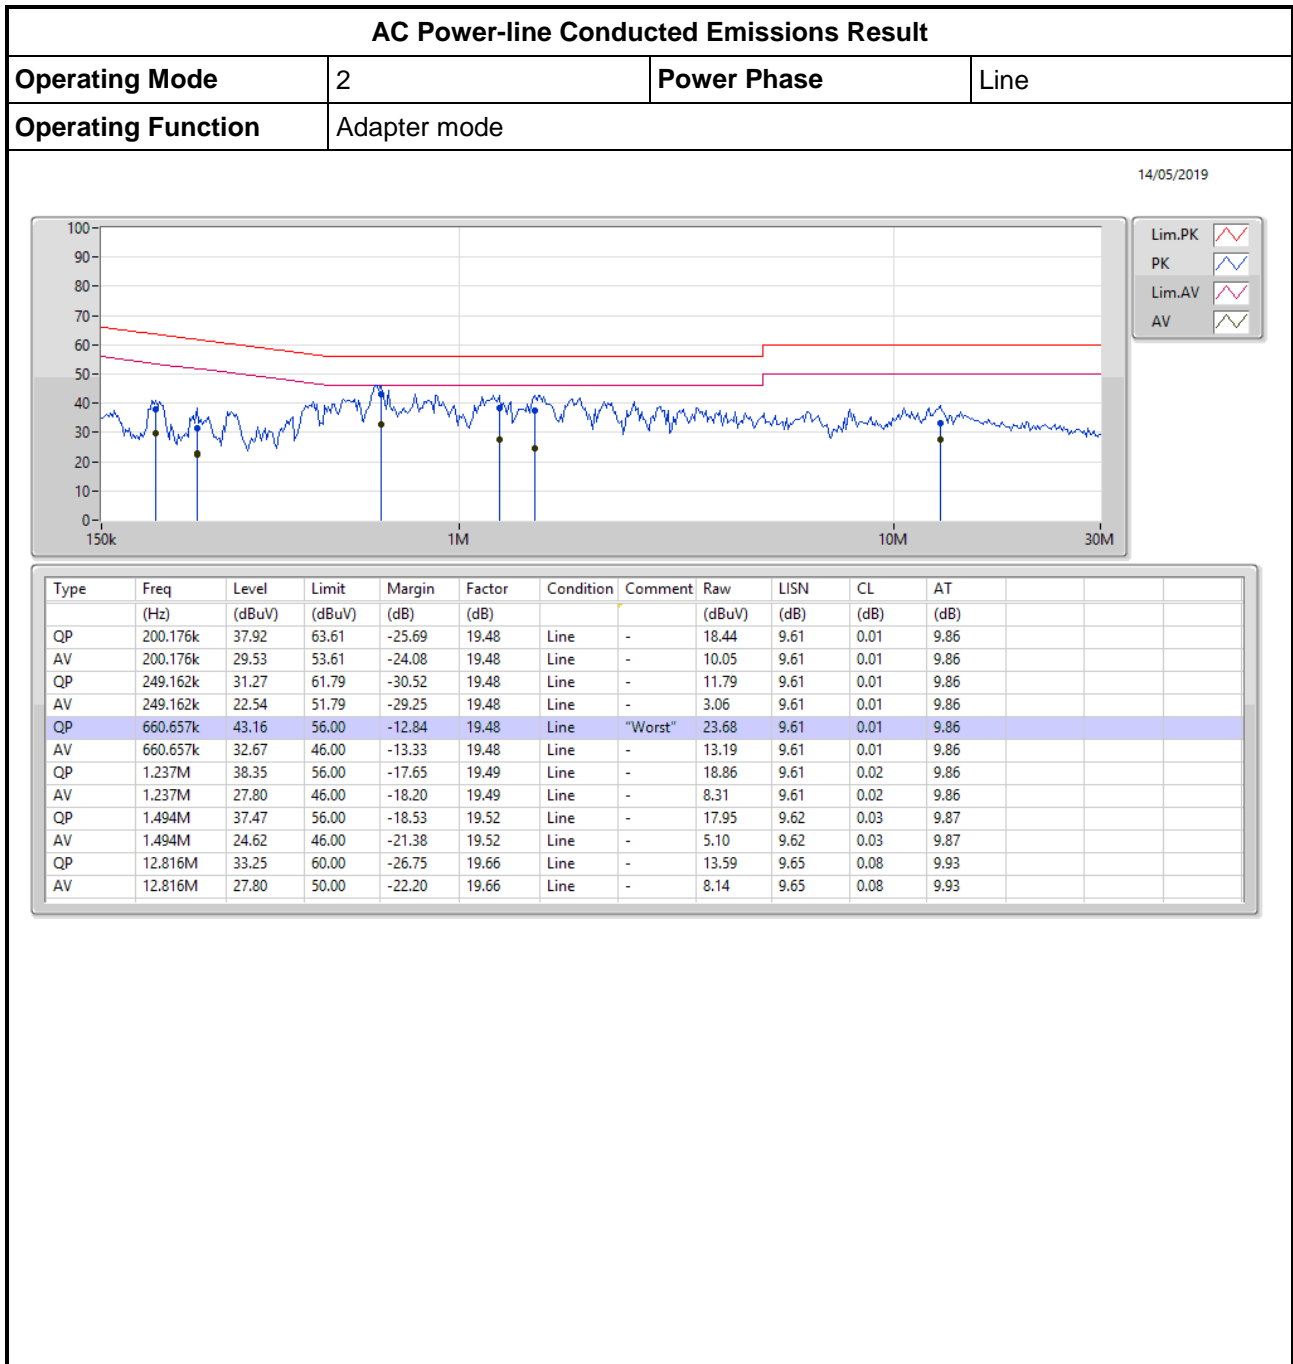 AC Power-line Conducted Emissions Result
Operating Mode 2 Power Phase Line
Operating Function Adapter mode
14/05/2019
100
90
80
70
60
50
40
30
20
10
0
150k 1M 10M 30M
Lim.PK
PK
Lim.AV
AV
Type Freq Level Limit Margin Factor Condition Comment Raw LISN CL AT
(Hz) (dBuV) (dBuV) (dB) (dB) (dBuV) (dB) (dB) (dB)
QP 200.176k 37.92 63.61 -25.69 19.48 Line - 18.44 9.61 0.01 9.86
AV 200.176k 29.53 53.61 -24.08 19.48 Line - 10.05 9.61 0.01 9.86
QP 249.162k 31.27 61.79 -30.52 19.48 Line - 11.79 9.61 0.01 9.86
AV 249.162k 22.54 51.79 -29.25 19.48 Line - 3.06 9.61 0.01 9.86
QP 660.657k 43.16 56.00 -12.84 19.48 Line "Worst" 23.68 9.61 0.01 9.86
AV 660.657k 32.67 46.00 -13.33 19.48 Line - 13.19 9.61 0.01 9.86
QP 1.237M 38.35 56.00 -17.65 19.49 Line - 18.86 9.61 0.02 9.86
AV 1.237M 27.80 46.00 -18.20 19.49 Line - 8.31 9.61 0.02 9.86
QP 1.494M 37.47 56.00 -18.53 19.52 Line - 17.95 9.62 0.03 9.87
AV 1.494M 24.62 46.00 -21.38 19.52 Line - 5.10 9.62 0.03 9.87
QP 12.816M 33.25 60.00 -26.75 19.66 Line - 13.59 9.65 0.08 9.93
AV 12.816M 27.80 50.00 -22.20 19.66 Line - 8.14 9.65 0.08 9.93